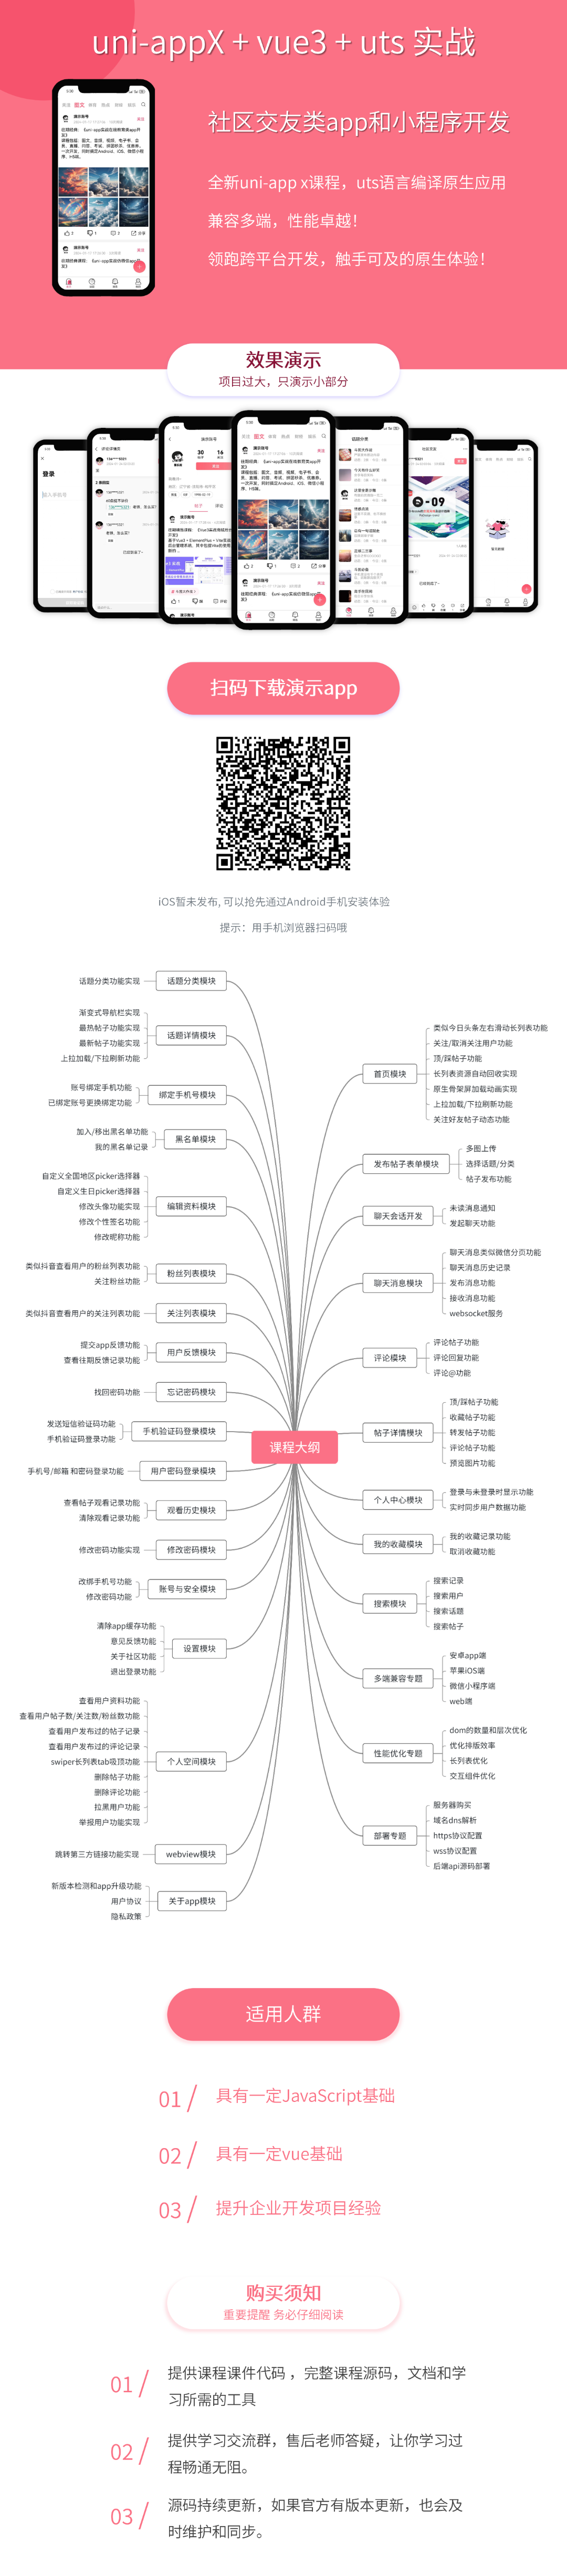 uni-appX + vue3 + uts 实战
社区交友类app和小程序开发
全新uni-app x课程，uts语言编译原生应用
兼容多端，性能卓越！
领跑跨平台开发，触手可及的原生体验！
效果演示
项目过大，只演示小部分
登录
扫码下载演示app
iOS暂未发布, 可以抢先通过Android手机安装体验
提示：用手机浏览器扫码哦
课程大纲
话题分类模块
话题分类功能实现
话题详情模块
渐变式导航栏实现
最热帖子功能实现
最新帖子功能实现
上拉加载/下拉刷新功能
绑定手机号模块
账号绑定手机功能
已绑定账号更换绑定功能
黑名单模块
加入/移出黑名单功能
我的黑名单记录
编辑资料模块
自定义全国地区picker选择器
自定义生日picker选择器
修改头像功能实现
修改个性签名功能
修改昵称功能
粉丝列表模块
类似抖音查看用户的粉丝列表功能
关注粉丝功能
关注列表模块
类似抖音查看用户的关注列表功能
用户反馈模块
提交app反馈功能
查看往期反馈记录功能
忘记密码模块
找回密码功能
手机验证码登录模块
发送短信验证码功能
手机验证码登录功能
用户密码登录模块
手机号/邮箱 和密码登录功能
观看历史模块
查看帖子观看记录功能
清除观看记录功能
修改密码模块
修改密码功能实现
账号与安全模块
改绑手机号功能
修改密码功能
设置模块
清除app缓存功能
意见反馈功能
关于社区功能
退出登录功能
个人空间模块
查看用户资料功能
查看用户帖子数/关注数/粉丝数功能
查看用户发布过的帖子记录
查看用户发布过的评论记录
swiper长列表tab吸顶功能
删除帖子功能
删除评论功能
拉黑用户功能
举报用户功能实现
webview模块
跳转第三方链接功能实现
关于app模块
新版本检测和app升级功能
用户协议
隐私政策
首页模块
类似今日头条左右滑动长列表功能
关注/取消关注用户功能
顶/踩帖子功能
长列表资源自动回收实现
原生骨架屏加载动画实现
上拉加载/下拉刷新功能
关注好友帖子动态功能
发布帖子表单模块
多图上传
选择话题/分类
帖子发布功能
聊天会话开发
未读消息通知
发起聊天功能
聊天消息模块
聊天消息类似微信分页功能
聊天消息历史记录
发布消息功能
接收消息功能
websocket服务
评论模块
评论帖子功能
评论回复功能
评论@功能
帖子详情模块
顶/踩帖子功能
收藏帖子功能
转发帖子功能
评论帖子功能
预览图片功能
个人中心模块
登录与未登录时显示功能
实时同步用户数据功能
我的收藏模块
我的收藏记录功能
取消收藏功能
搜索模块
搜索记录
搜索用户
搜索话题
搜索帖子
多端兼容专题
安卓app端
苹果iOS端
微信小程序端
web端
性能优化专题
dom的数量和层次优化
优化排版效率
长列表优化
交互组件优化
部署专题
服务器购买
域名dns解析
https协议配置
wss协议配置
后端api源码部署
适用人群
01 / 具有一定JavaScript基础
02 / 具有一定vue基础
03 / 提升企业开发项目经验
购买须知
重要提醒 务必仔细阅读
01 / 提供课程课件代码 ，完整课程源码，文档和学
习所需的工具
02 / 提供学习交流群，售后老师答疑，让你学习过
程畅通无阻。
03 / 源码持续更新，如果官方有版本更新，也会及
时维护和同步。